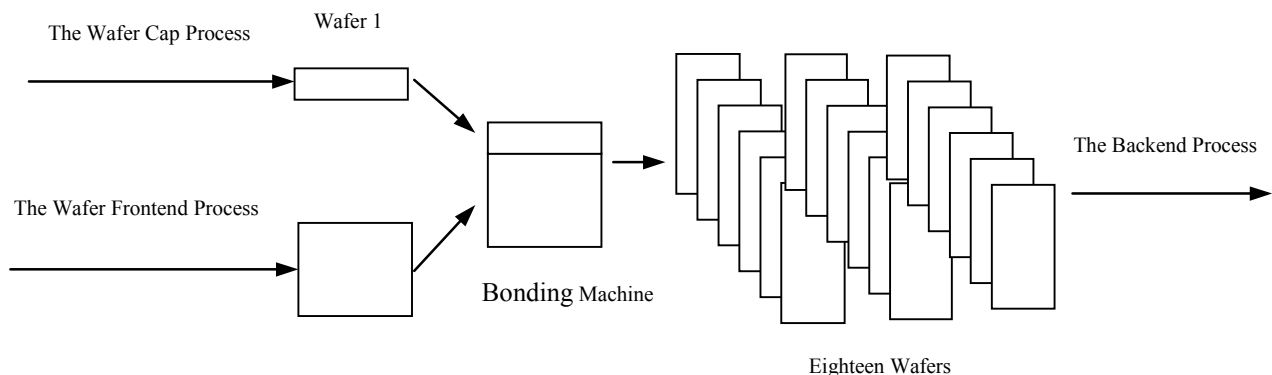 The Wafer Cap Process
Wafer 1
The Backend Process
The Wafer Frontend Process
Bonding Machine
Eighteen Wafers